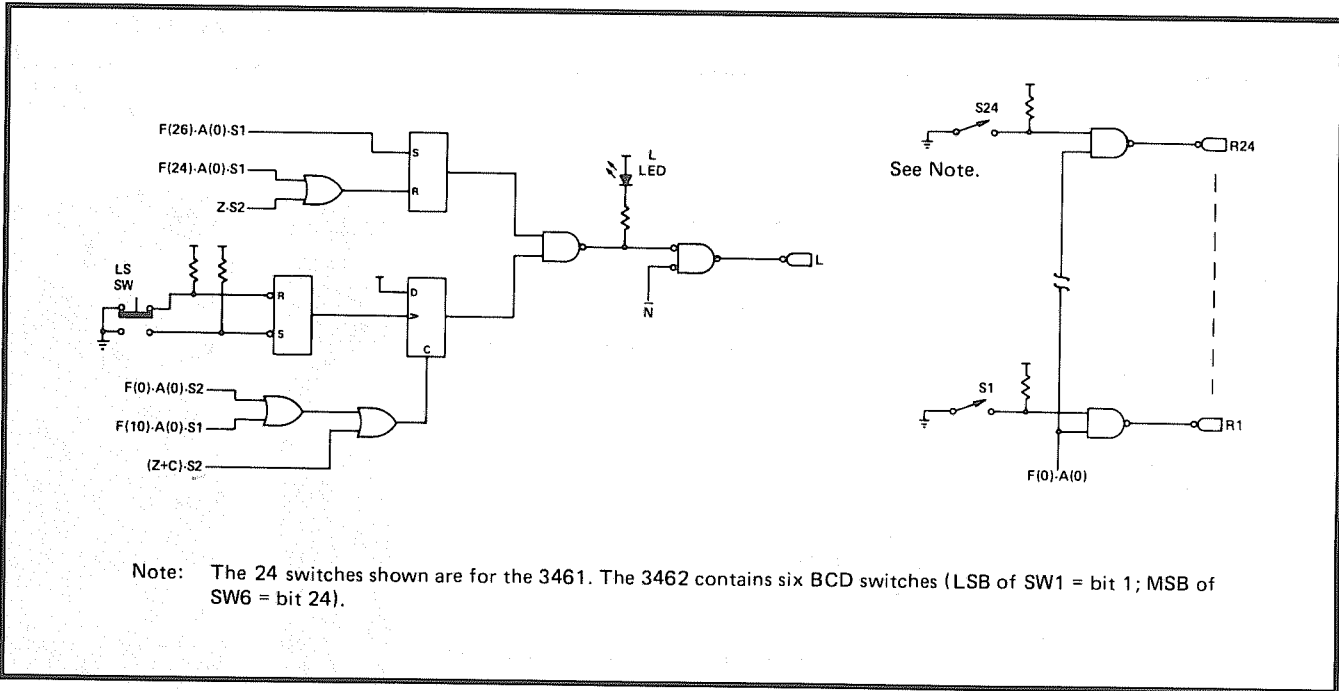 F(26)·A(0)·S1
F(24)·A(0)·S1
Z·S2
S
R
L
LED
LS
SW
R
S
D
C
N̅
L
F(0)·A(0)·S2
F(10)·A(0)·S1
(Z+C)·S2
S24
See Note.
R24
S1
R1
F(0)·A(0)
Note: The 24 switches shown are for the 3461. The 3462 contains six BCD switches (LSB of SW1 = bit 1; MSB of
SW6 = bit 24).